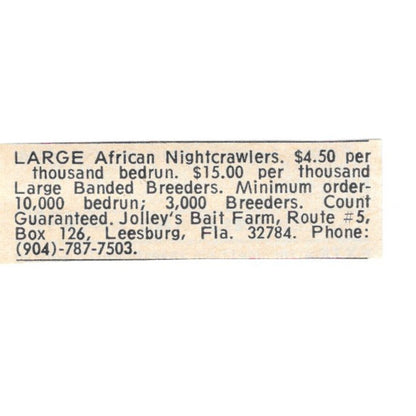 LARGE African Nightcrawlers. $4.50 per
thousand bedrun. $15.00 per thousand
Large Banded Breeders. Minimum order-
10,000 bedrun; 3,000 Breeders. Count
Guaranteed. Jolley's Bait Farm, Route #5,
Box 126, Leesburg, Fla. 32784. Phone:
(904)-787-7503.